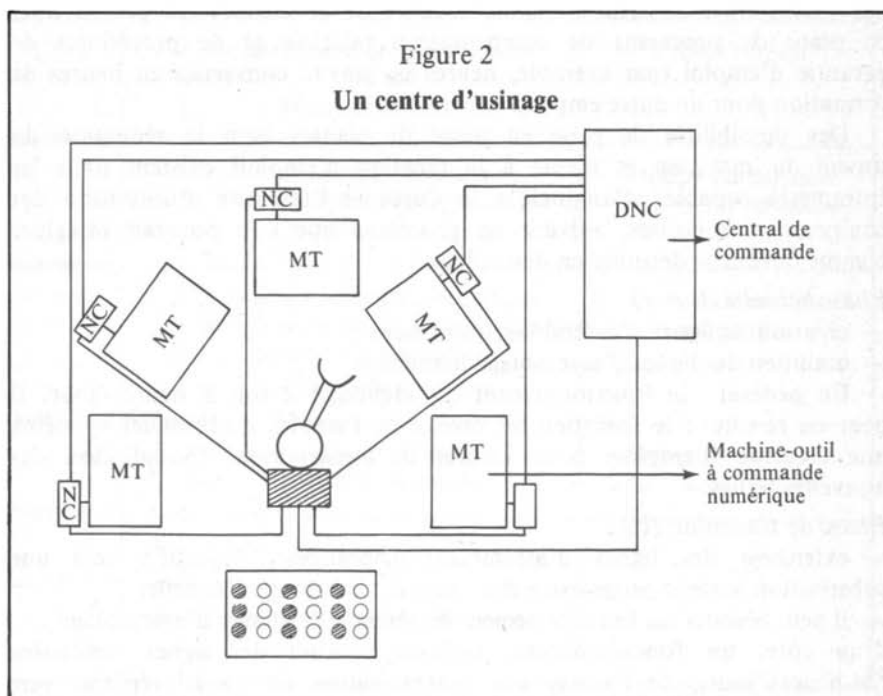 Figure 2
Un centre d'usinage
NC
DNC
MT
Central de
commande
NC
MT
NC
MT
MT
MT
NC
Machine-outil
à commande
numérique